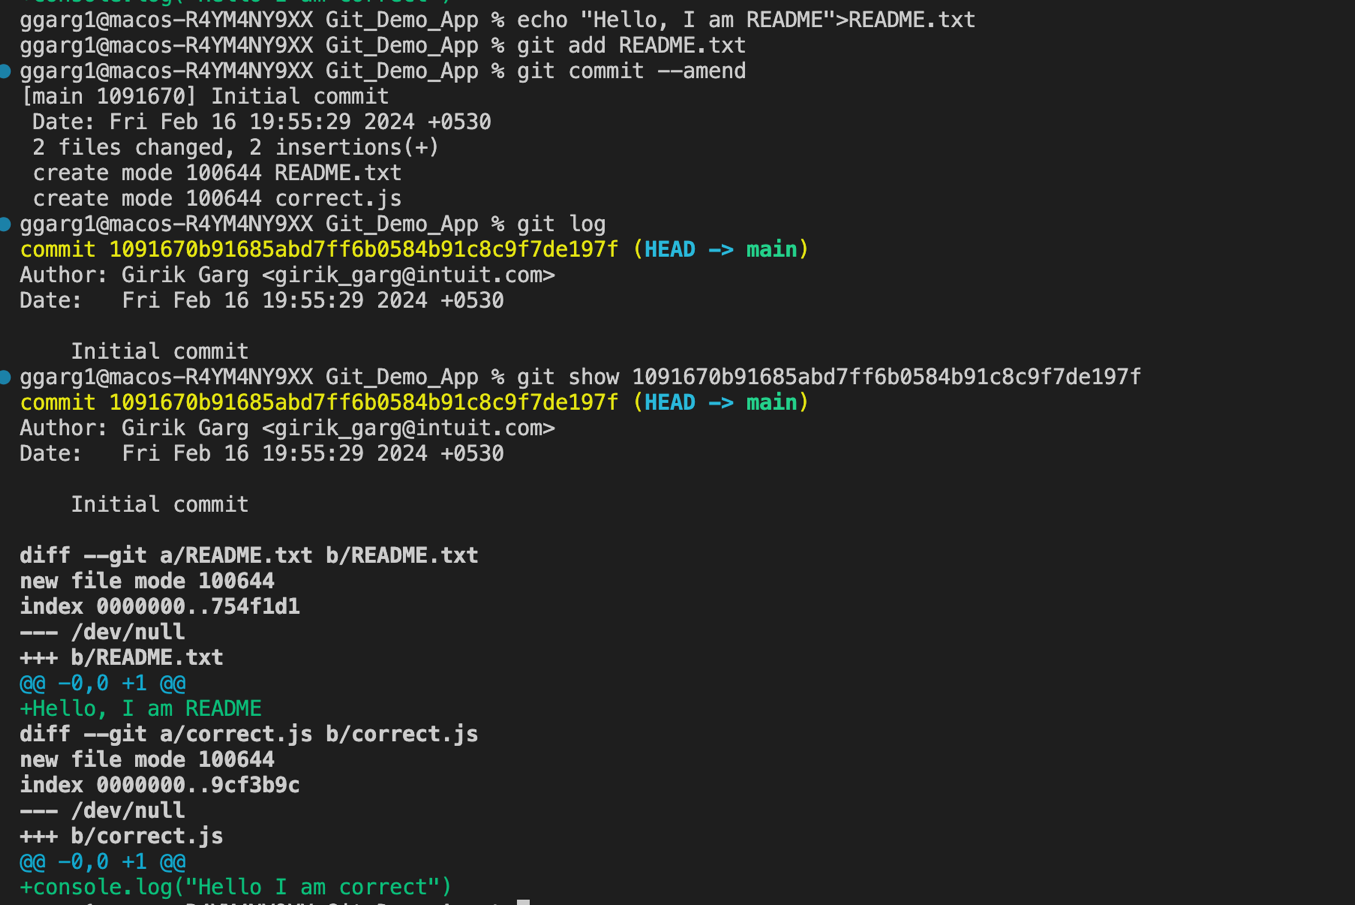 +console.log("Hello I am correct")
ggarg1@macos-R4YM4NY9XX Git_Demo_App % echo "Hello, I am README">README.txt
ggarg1@macos-R4YM4NY9XX Git_Demo_App % git add README.txt
ggarg1@macos-R4YM4NY9XX Git_Demo_App % git commit --amend
[main 1091670] Initial commit
 Date: Fri Feb 16 19:55:29 2024 +0530
 2 files changed, 2 insertions(+)
 create mode 100644 README.txt
 create mode 100644 correct.js
ggarg1@macos-R4YM4NY9XX Git_Demo_App % git log
commit 1091670b91685abd7ff6b0584b91c8c9f7de197f (HEAD -> main)
Author: Girik Garg <girik_garg@intuit.com>
Date:   Fri Feb 16 19:55:29 2024 +0530
    Initial commit
ggarg1@macos-R4YM4NY9XX Git_Demo_App % git show 1091670b91685abd7ff6b0584b91c8c9f7de197f
commit 1091670b91685abd7ff6b0584b91c8c9f7de197f (HEAD -> main)
Author: Girik Garg <girik_garg@intuit.com>
Date:   Fri Feb 16 19:55:29 2024 +0530
    Initial commit
diff --git a/README.txt b/README.txt
new file mode 100644
index 0000000..754f1d1
--- /dev/null
+++ b/README.txt
@@ -0,0 +1 @@
+Hello, I am README
diff --git a/correct.js b/correct.js
new file mode 100644
index 0000000..9cf3b9c
--- /dev/null
+++ b/correct.js
@@ -0,0 +1 @@
+console.log("Hello I am correct")